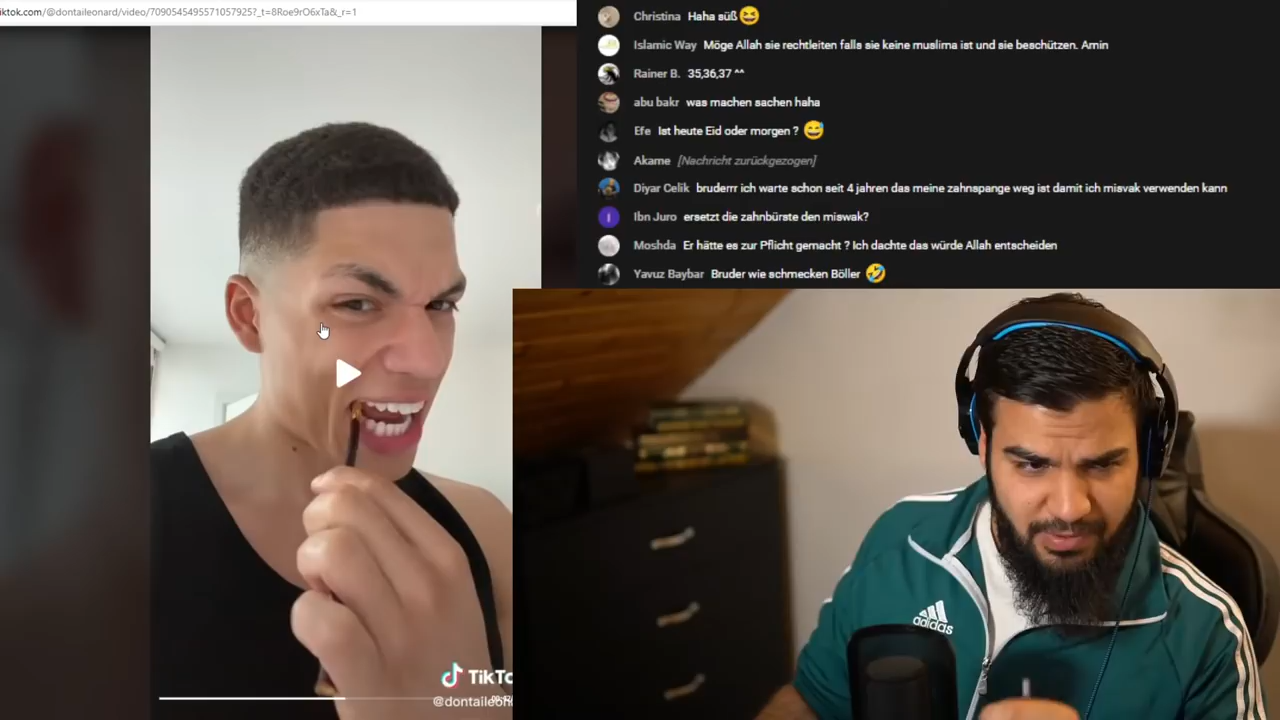 iktok.com/@dontaileonard/video/7090545495571057925?_t=8Roe9rO6xTa&_r=1
Christina Haha süß😆
Islamic Way Möge Allah sie rechtleiten falls sie keine muslima ist und sie beschützen. Amin
Rainer B. 35,36,37 ^^
abu bakr was machen sachen haha
Efe Ist heute Eid oder morgen ? 😅
Akame [Nachricht zurückgezogen]
Diyar Celik bruderrr ich warte schon seit 4 jahren das meine zahnspange weg ist damit ich misvak verwenden kann
Ibn Juro ersetzt die zahnbürste den miswak?
Moshda Er hätte es zur Pflicht gemacht ? Ich dachte das würde Allah entscheiden
Yavuz Baybar Bruder wie schmecken Böller 🤣
adidas
TikTo
@dontaileon